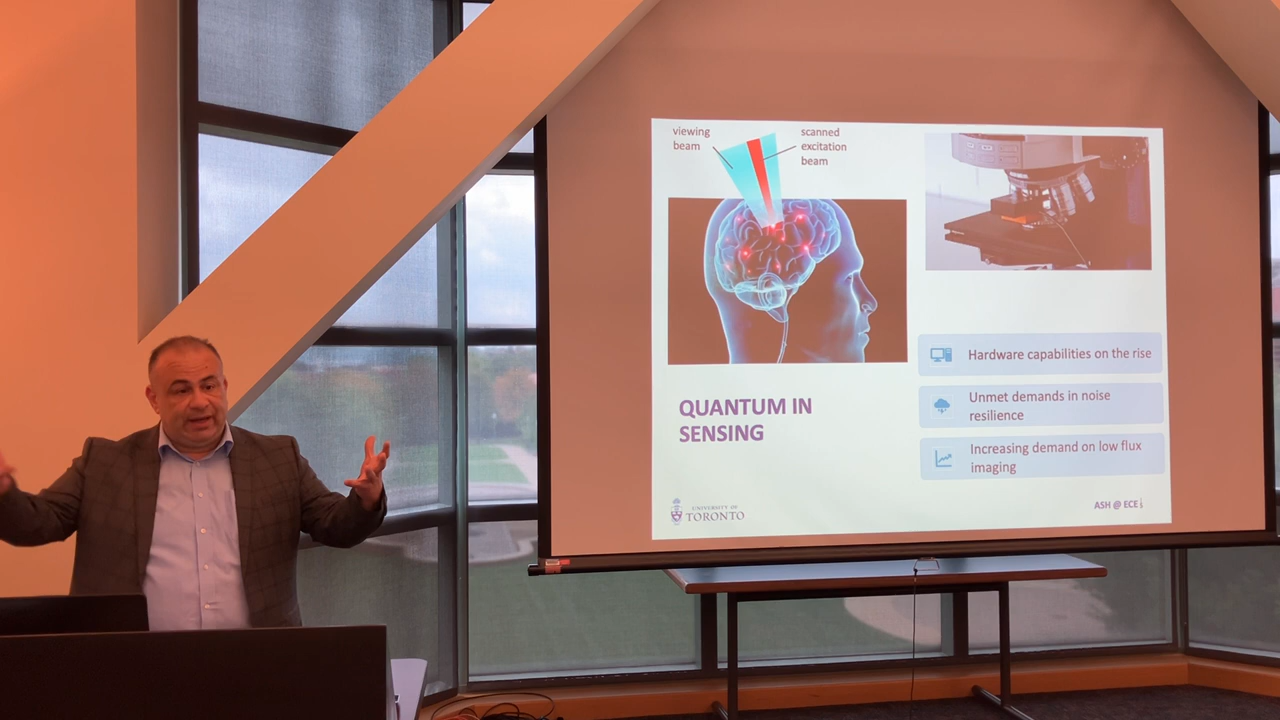 viewing
beam
scanned
excitation
beam
QUANTUM IN
SENSING
Hardware capabilities on the rise
Unmet demands in noise
resilience
Increasing demand on low flux
imaging
UNIVERSITY OF
TORONTO
ASH @ ECE